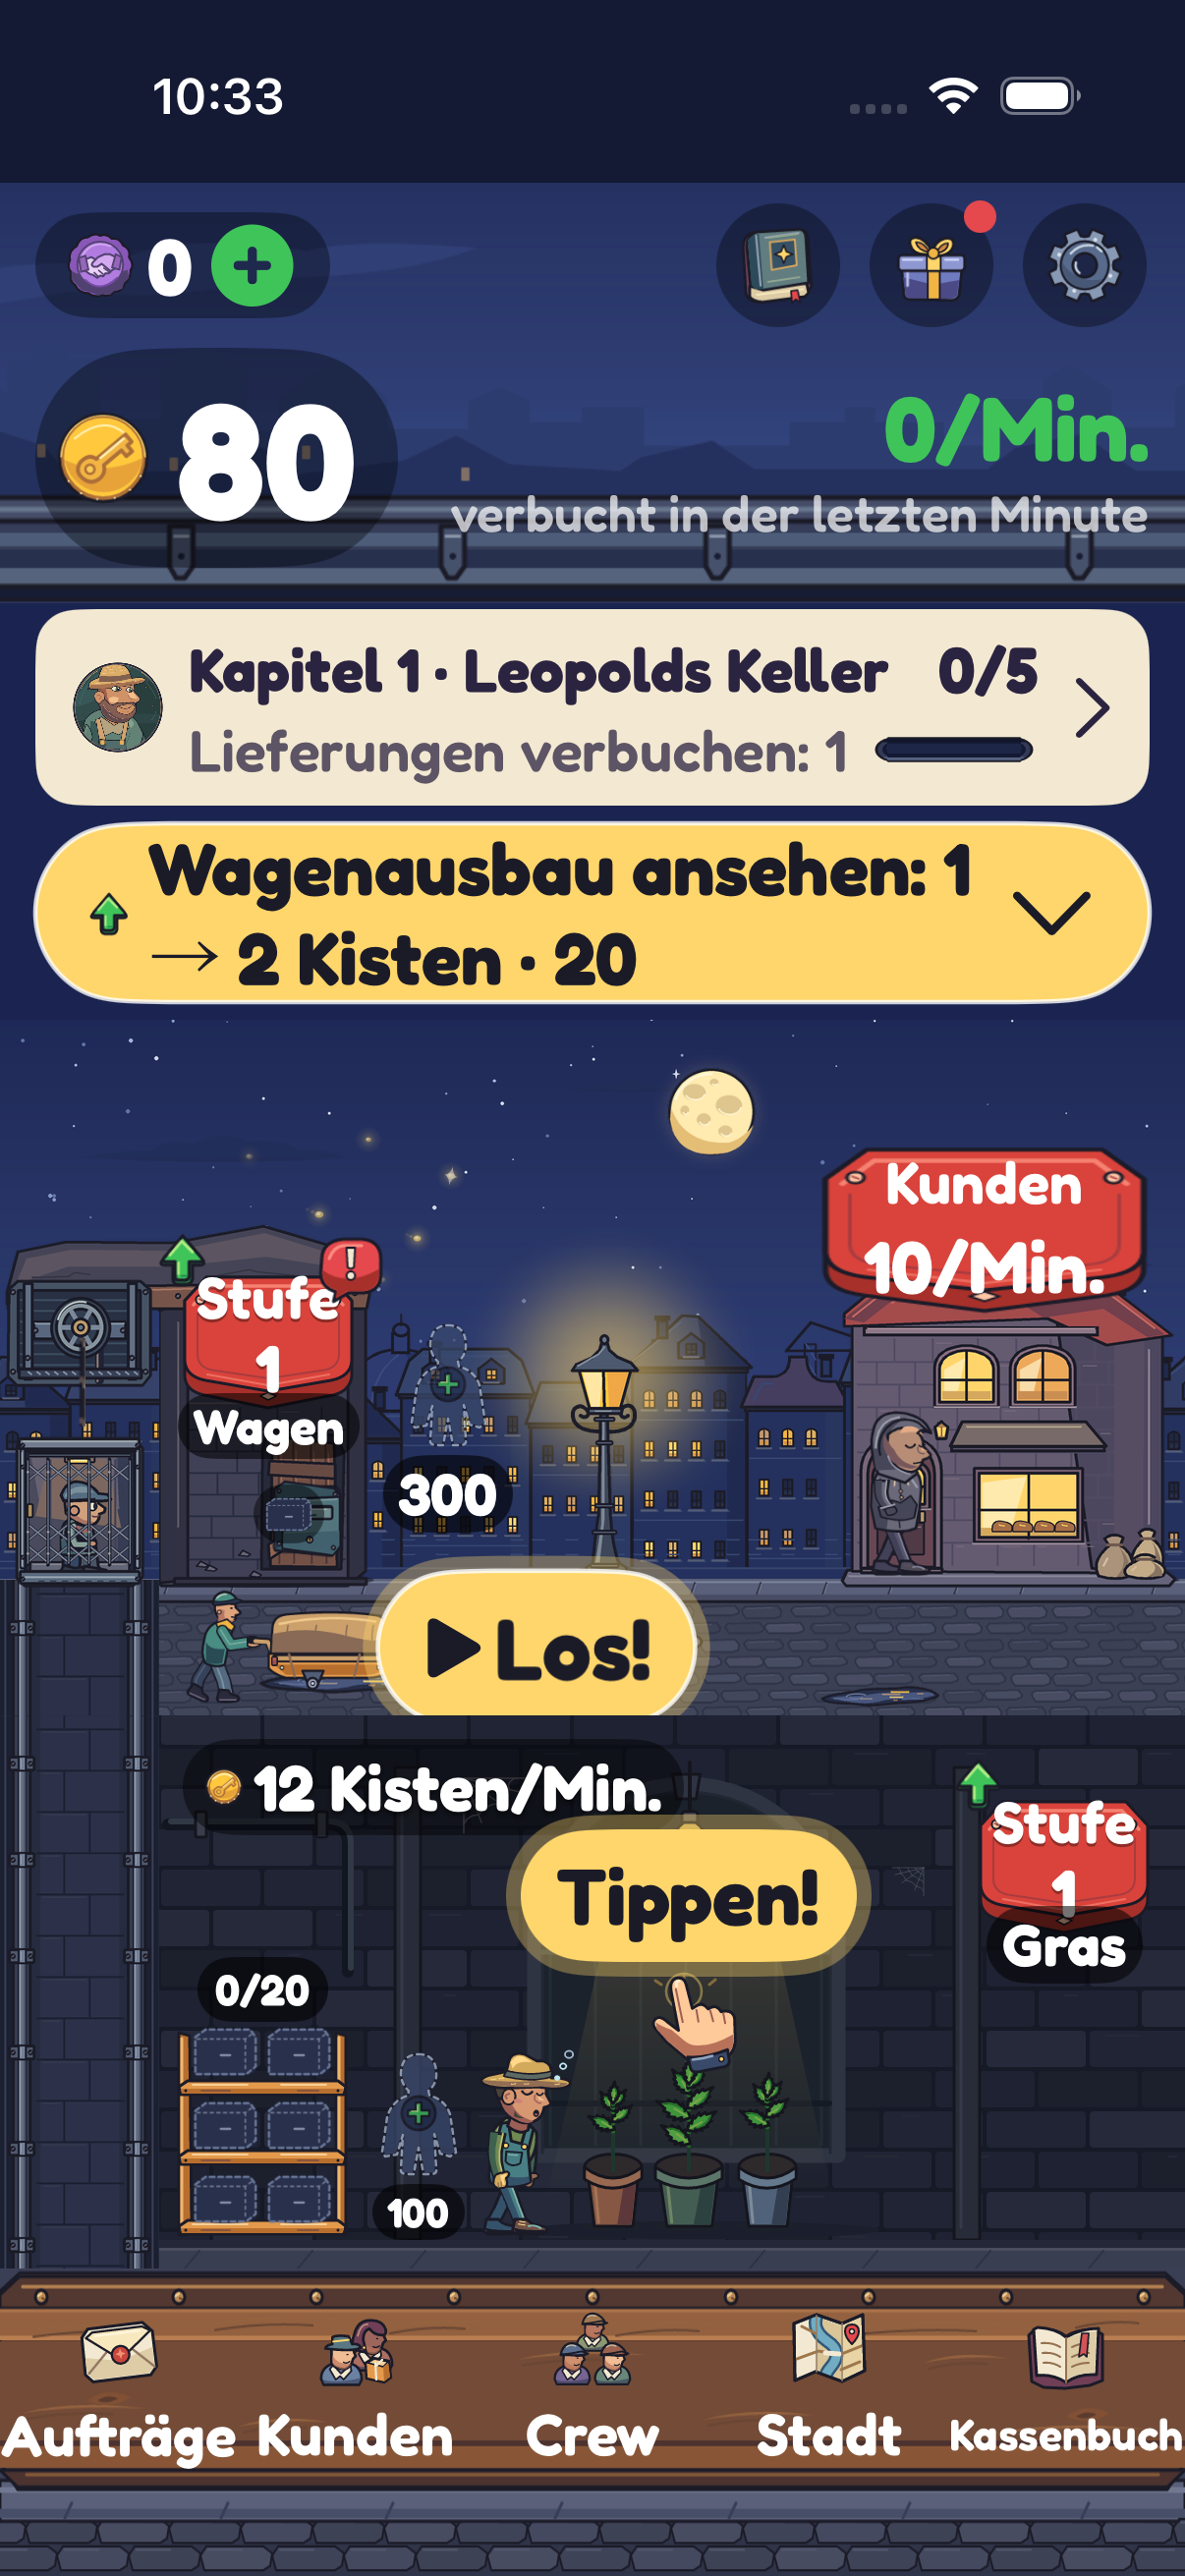 10:33
0
80
0/Min.
verbucht in der letzten Minute
Kapitel 1 · Leopolds Keller 0/5
Lieferungen verbuchen: 1
Wagenausbau ansehen: 1
→ 2 Kisten · 20
Kunden
10/Min.
!
Stufe
1
Wagen
300
Los!
12 Kisten/Min.
Tippen!
Stufe
1
Gras
0/20
100
Aufträge
Kunden
Crew
Stadt
Kassenbuch